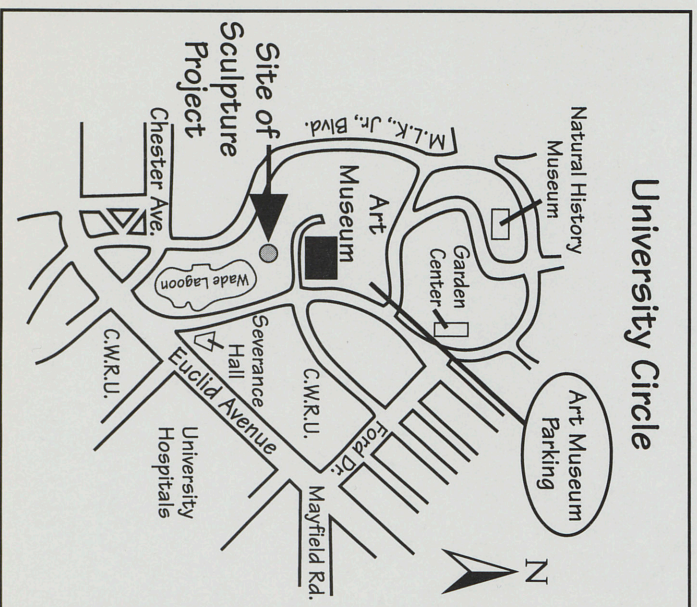 University Circle
Natural History
Museum
Garden
Center
Art Museum
Parking
M.L.K., Jr., Blvd.
Art
Museum
Site of
Sculpture
Project
Chester Ave.
Wade Lagoon
Severance
Hall
C.W.R.U.
Ford Dr.
Euclid Avenue
C.W.R.U.
University
Hospitals
Mayfield Rd.
N